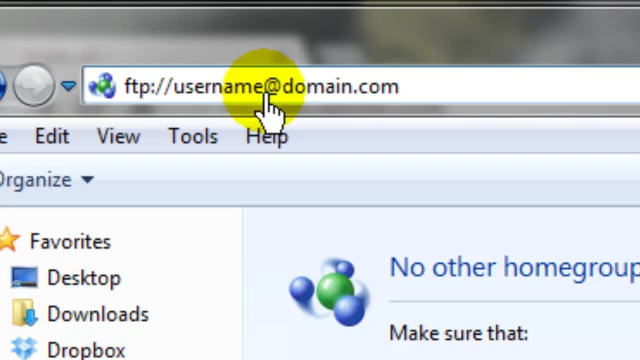 ftp://username@domain.com
e Edit View Tools Help
Organize
Favorites
No other homegroup
Desktop
Downloads
Make sure that:
Dropbox